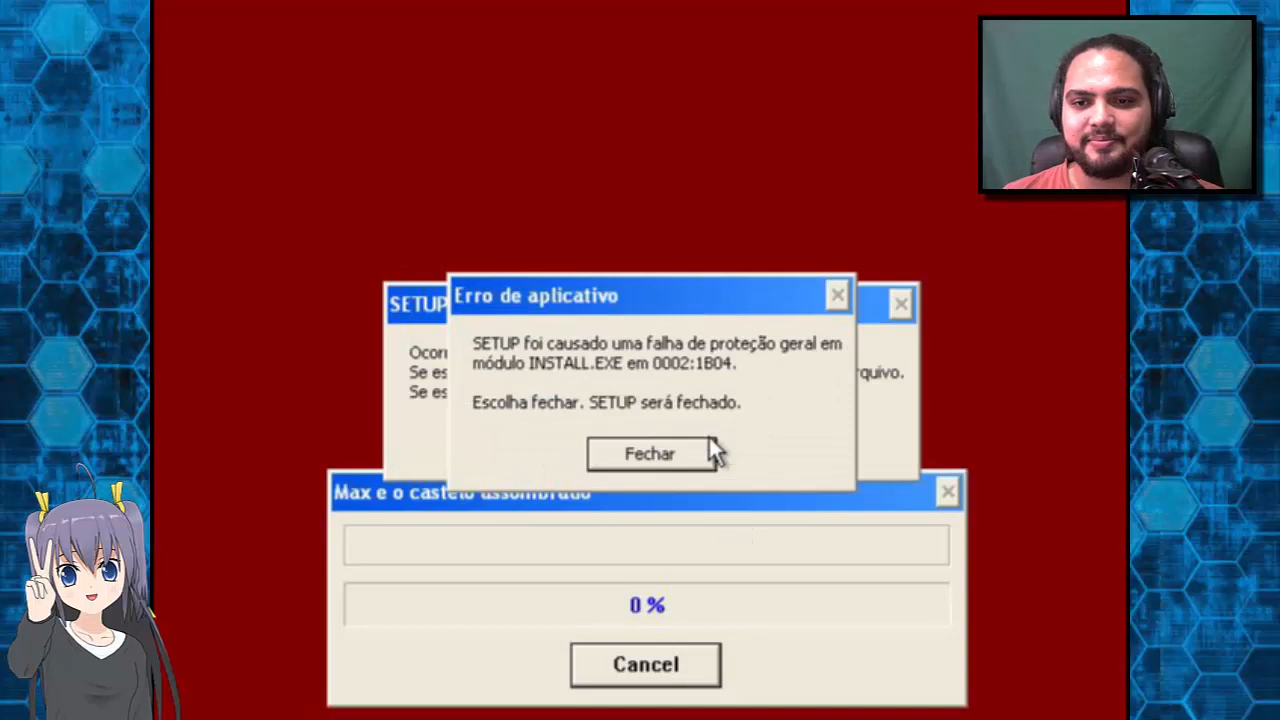 Erro de aplicativo
SETUP
SETUP foi causado uma falha de proteção geral em
módulo INSTALL.EXE em 0002:1B04.
Ocorr
Se es
rquivo.
Se es
Escolha fechar. SETUP será fechado.
Fechar
Max e o castelo assombrado
0 %
Cancel